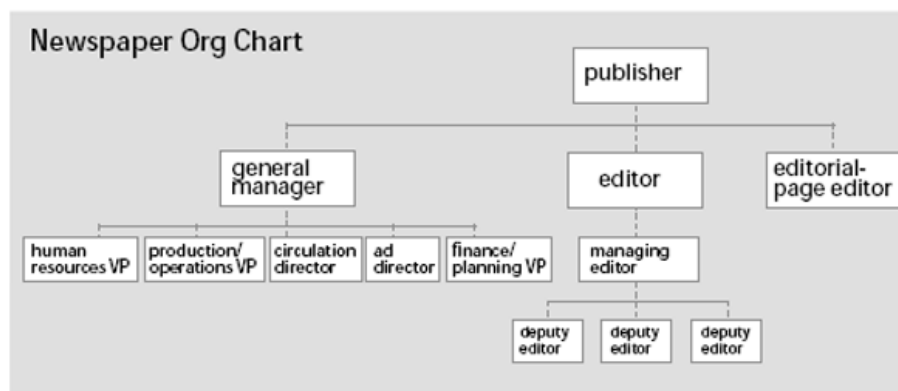 Newspaper Org Chart
publisher
general
manager
editor
editorial-
page editor
human
resources VP
production/
operations VP
circulation
director
ad
director
finance/
planning VP
managing
editor
deputy
editor
deputy
editor
deputy
editor